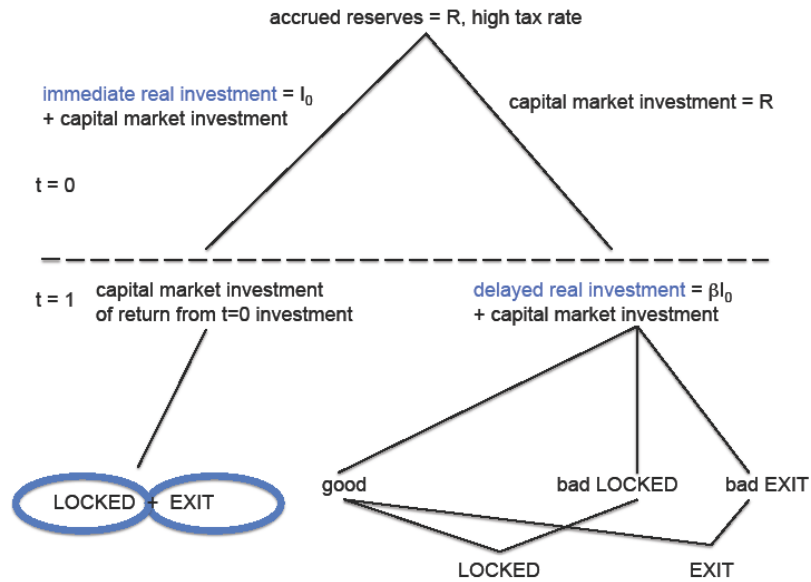 accrued reserves = R, high tax rate
immediate real investment = I₀
+ capital market investment
capital market investment = R
t = 0
t = 1
capital market investment
of return from t=0 investment
delayed real investment = βI₀
+ capital market investment
LOCKED + EXIT
good
bad LOCKED
bad EXIT
LOCKED
EXIT